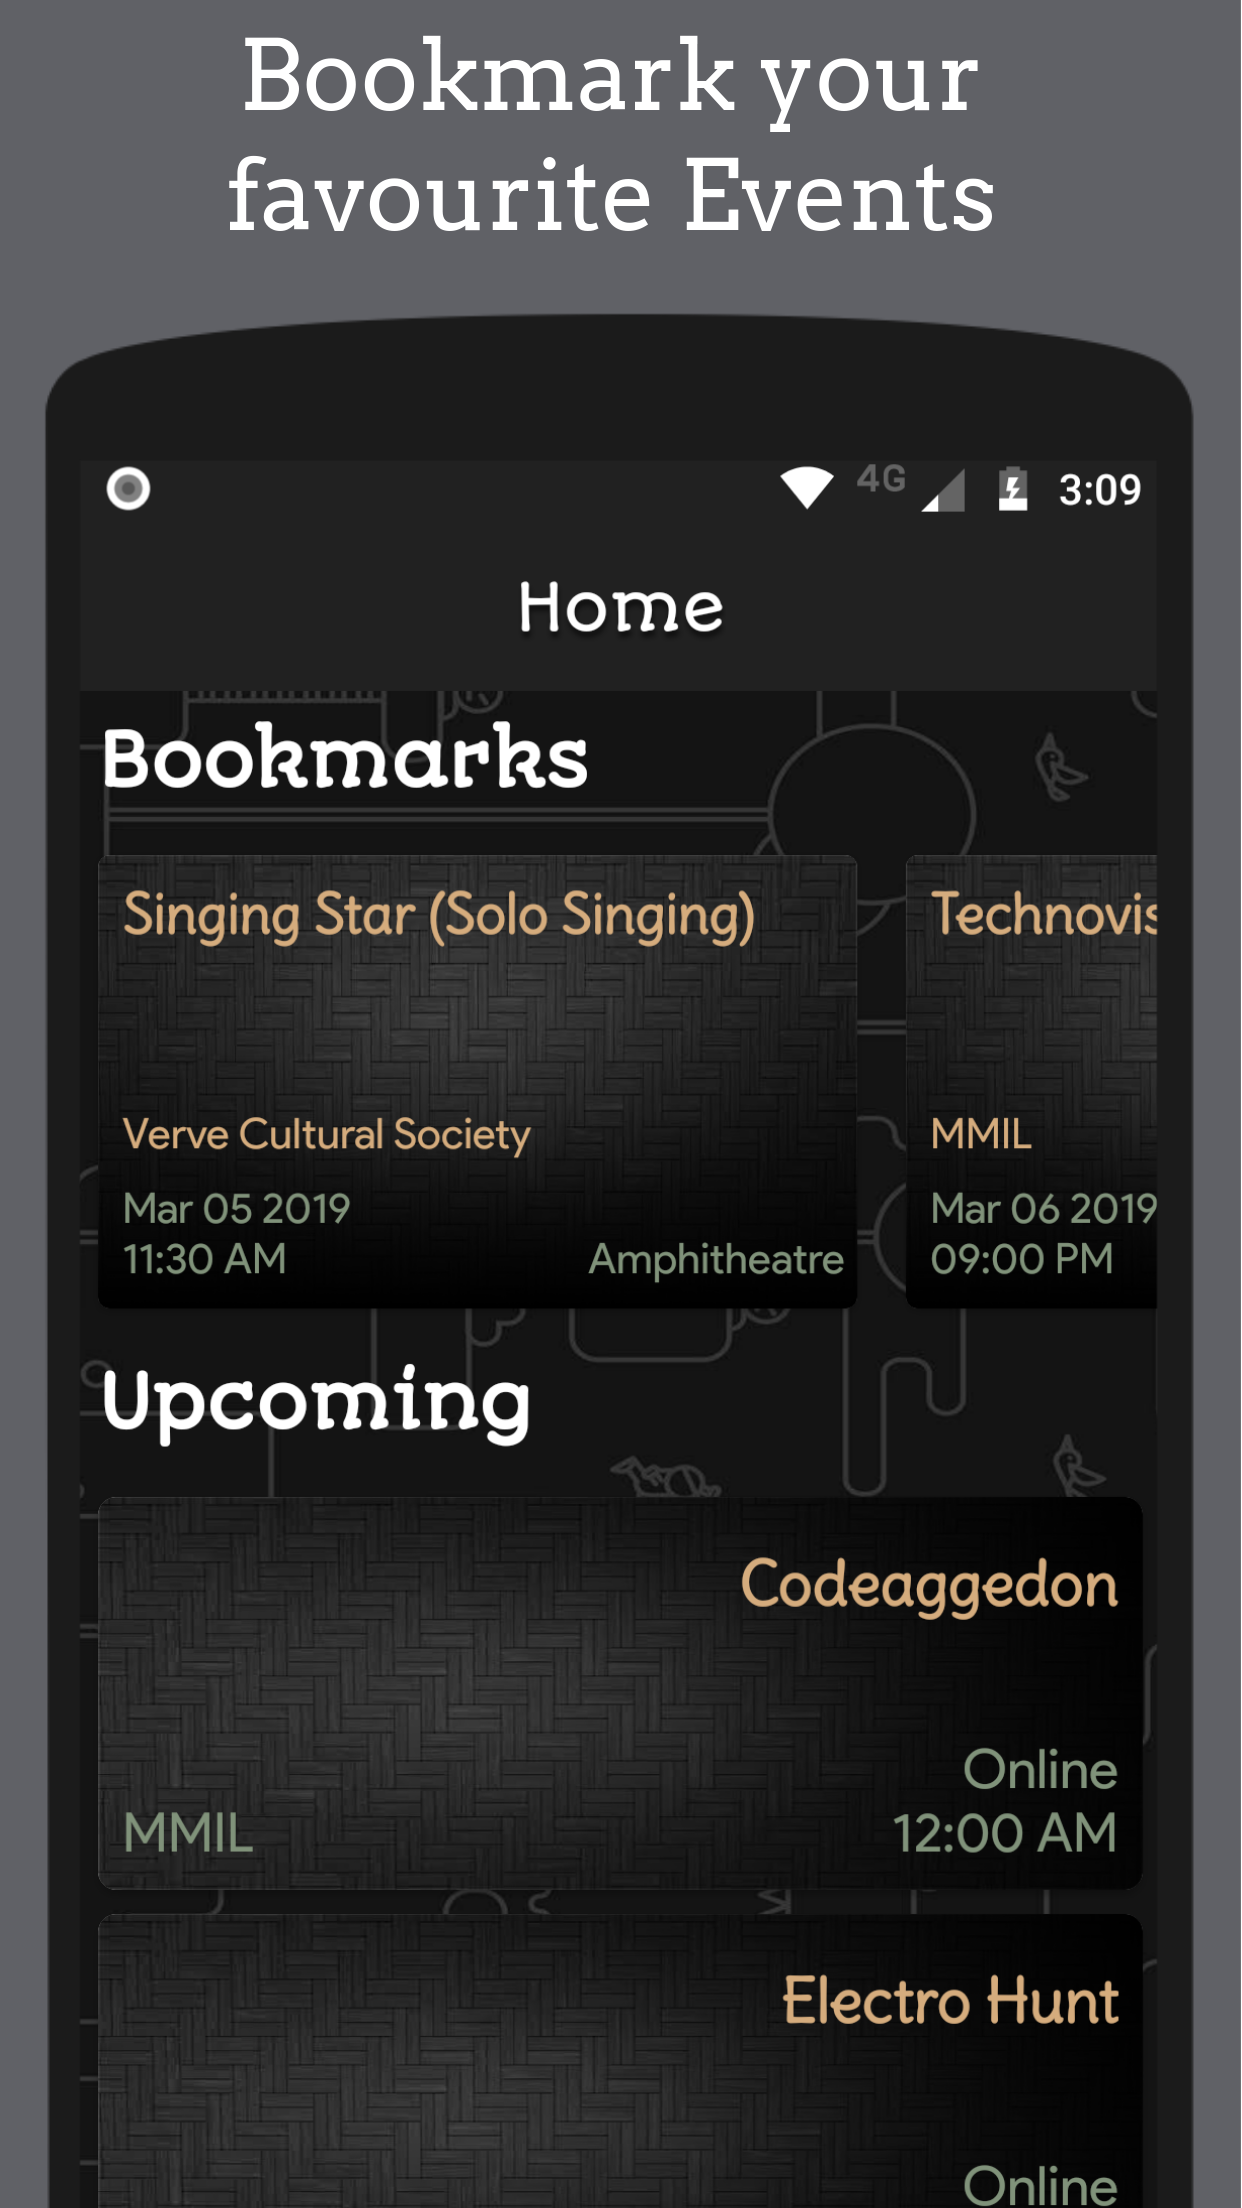 Bookmark your
favourite Events
4G 3:09
Home
Bookmarks
Singing Star (Solo Singing)
Verve Cultural Society
Mar 05 2019
11:30 AM
Amphitheatre
Technovis
MMIL
Mar 06 2019
09:00 PM
Upcoming
Codeaggedon
Online
MMIL
12:00 AM
Electro Hunt
Online